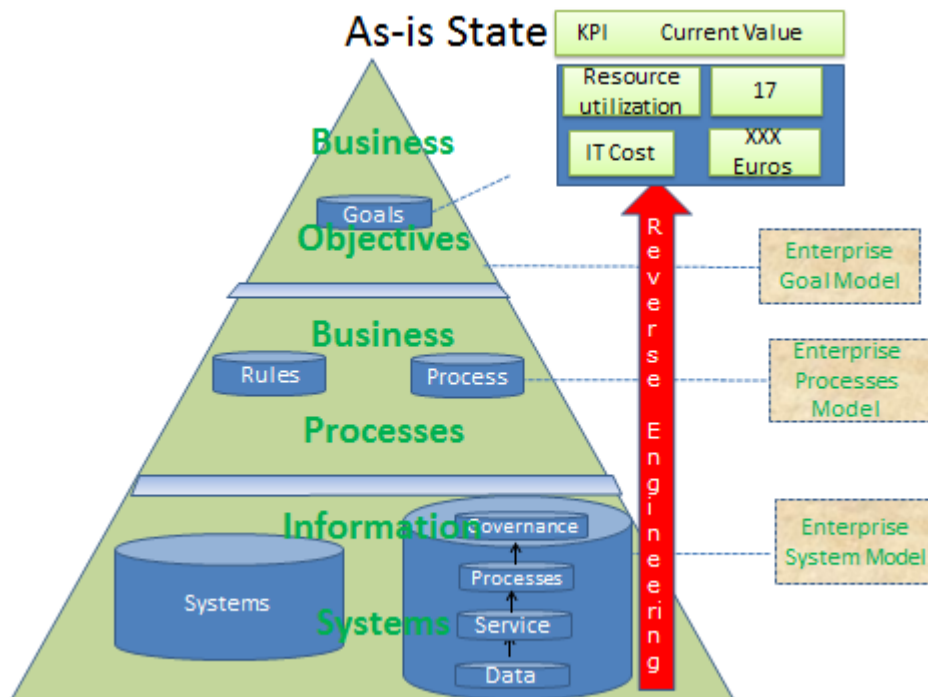 As-is State
KPI Current Value
Resource
utilization
17
IT Cost
XXX
Euros
Business
Goals
Objectives
Enterprise
Goal Model
Business
Rules
Process
Processes
Enterprise
Processes
Model
Information
Governance
Processes
Systems
Systems
Service
Data
Enterprise
System Model
Reverse Engineering